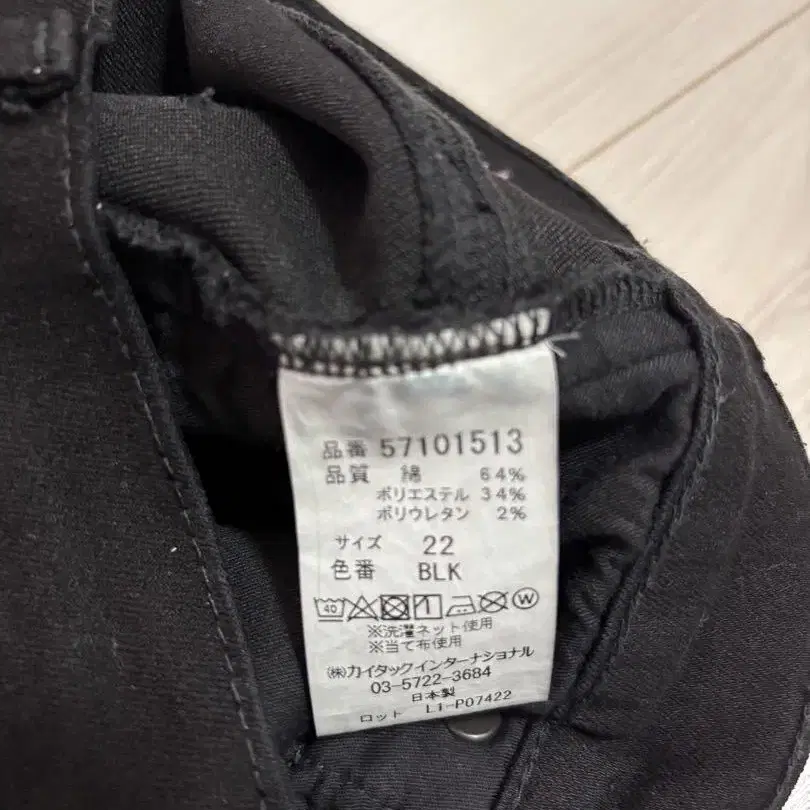 品番 57101513
品質 綿 64%
ポリエステル 34%
ポリウレタン 2%
サイズ 22
色番 BLK
40 W
※洗濯ネット使用
※当て布使用
㈱カイタックインターナショナル
03-5722-3684
日本製
ロット L1-P07422